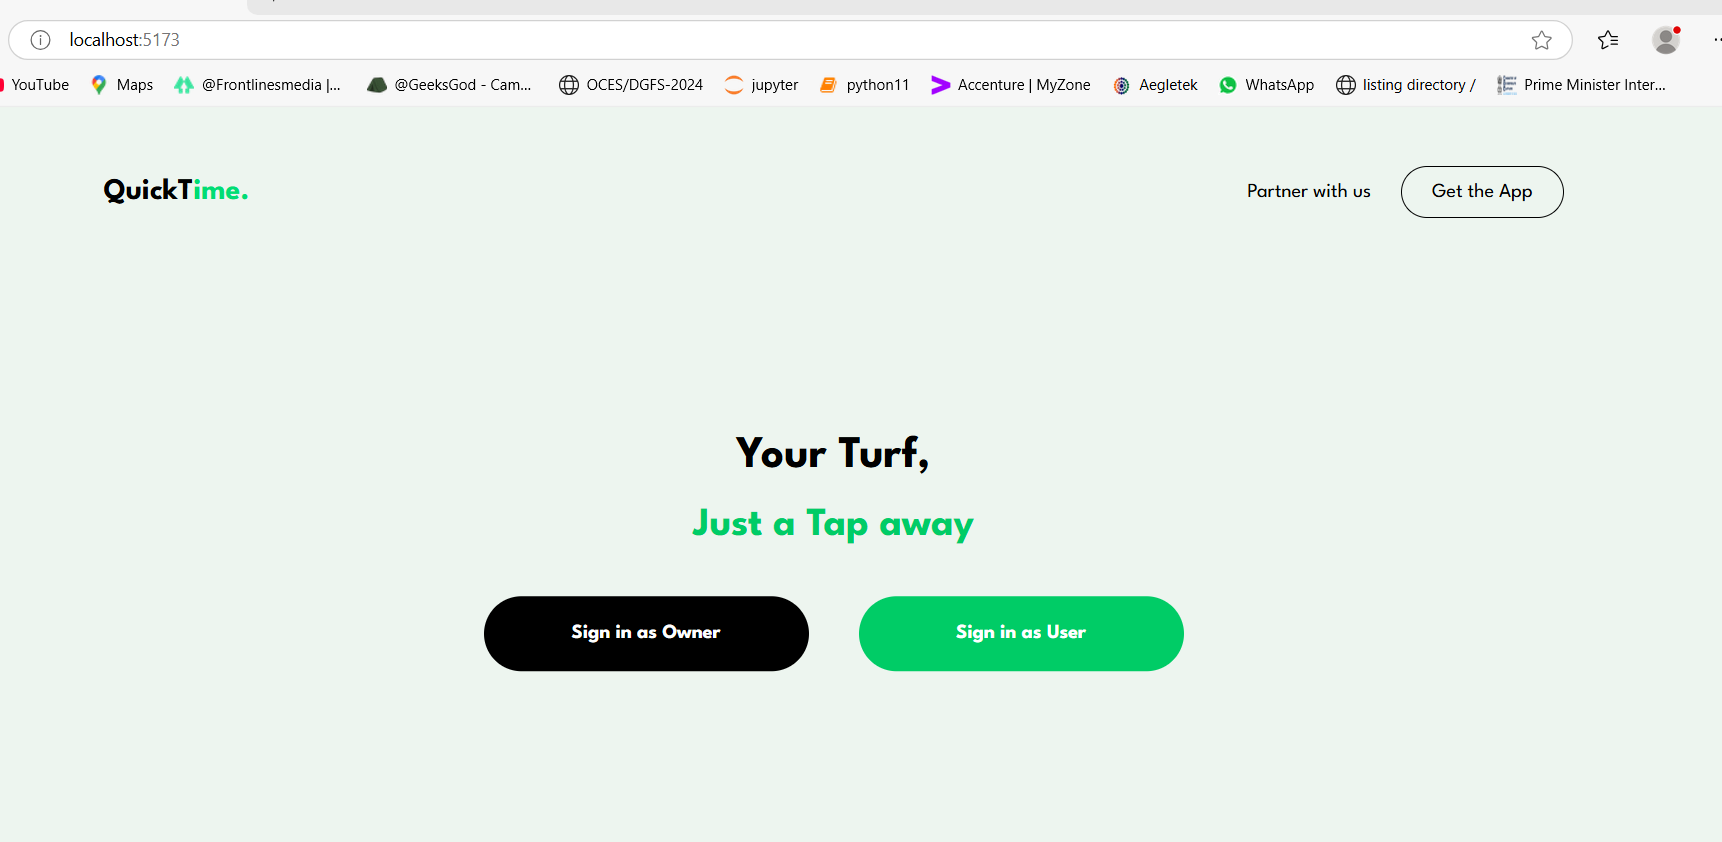 localhost:5173
YouTube Maps @Frontlinesmedia |... @GeeksGod - Cam... OCES/DGFS-2024 jupyter python11 Accenture | MyZone Aegletek WhatsApp listing directory / Prime Minister Inter...
QuickTime. Partner with us Get the App
Your Turf,
Just a Tap away
Sign in as Owner Sign in as User